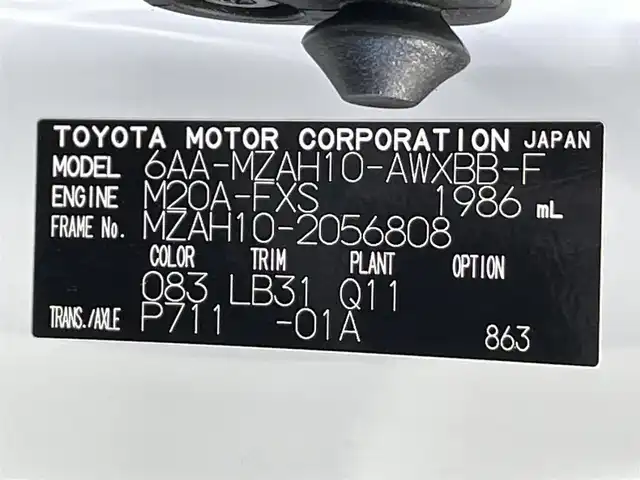 TOYOTA MOTOR CORPORATION JAPAN
MODEL 6AA-MZAH10-AWXBB-F
ENGINE M20A-FXS 1986 mL
FRAME No. MZAH10-2056808
COLOR TRIM PLANT OPTION
083 LB31 Q11
TRANS./AXLE P711 -01A 863